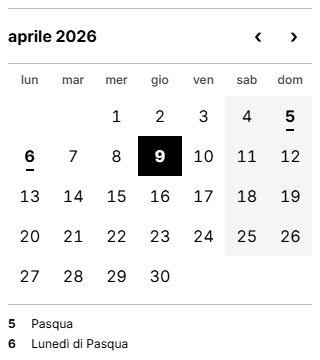 aprile 2026 ‹ ›
lun mar mer gio ven sab dom
1 2 3 4 5
6 7 8 9 10 11 12
13 14 15 16 17 18 19
20 21 22 23 24 25 26
27 28 29 30
5 Pasqua
6 Lunedì di Pasqua